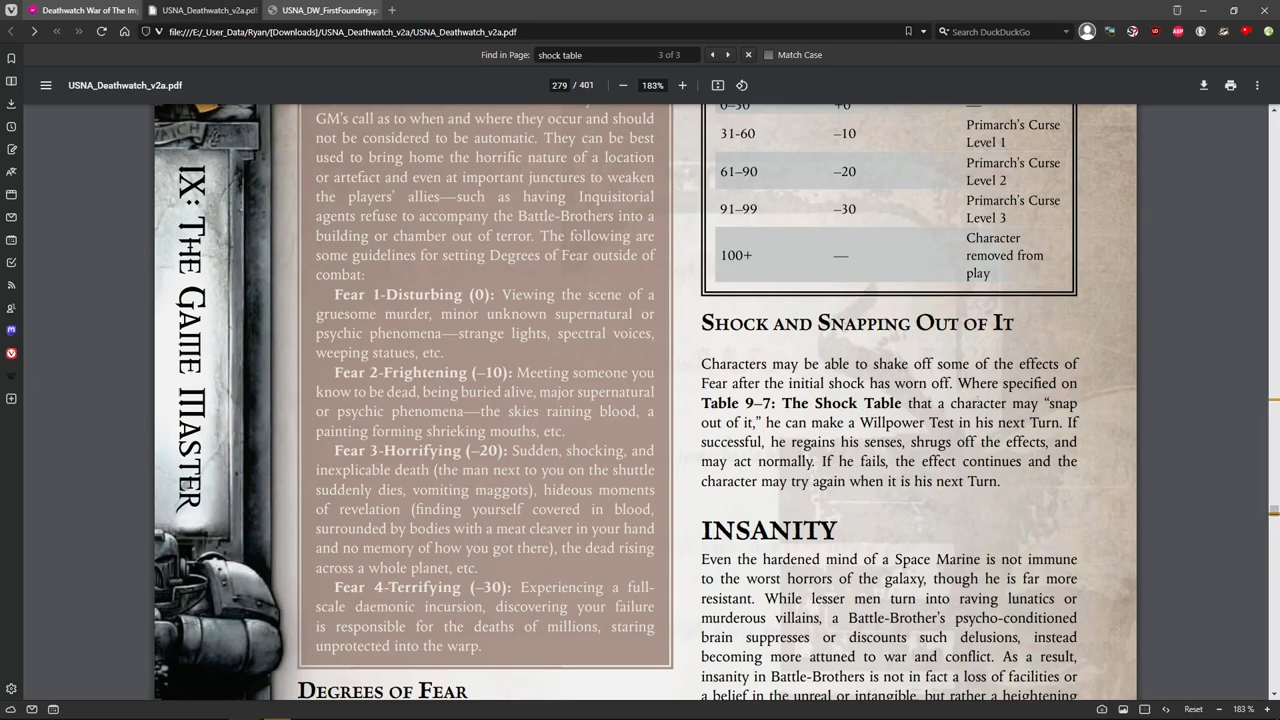 Deathwatch War of The Im
USNA_Deathwatch_v2a.pdf
USNA_DW_FirstFounding.p
file:///E:/_User_Data/Ryan/[Downloads]/USNA_Deathwatch_v2a/USNA_Deathwatch_v2a.pdf
Search DuckDuckGo
Find in Page:
shock table
3 of 3
Match Case
USNA_Deathwatch_v2a.pdf
279 / 401
183%
IX: The Game Master
GM's call as to when and where they occur and should
not be considered to be automatic. They can be best
used to bring home the horrific nature of a location
or artefact and even at important junctures to weaken
the players' allies—such as having Inquisitorial
agents refuse to accompany the Battle-Brothers into a
building or chamber out of terror. The following are
some guidelines for setting Degrees of Fear outside of
combat:
Fear 1-Disturbing (0): Viewing the scene of a
gruesome murder, minor unknown supernatural or
psychic phenomena—strange lights, spectral voices,
weeping statues, etc.
Fear 2-Frightening (–10): Meeting someone you
know to be dead, being buried alive, major supernatural
or psychic phenomena—the skies raining blood, a
painting forming shrieking mouths, etc.
Fear 3-Horrifying (–20): Sudden, shocking, and
inexplicable death (the man next to you on the shuttle
suddenly dies, vomiting maggots), hideous moments
of revelation (finding yourself covered in blood,
surrounded by bodies with a meat cleaver in your hand
and no memory of how you got there), the dead rising
across a whole planet, etc.
Fear 4-Terrifying (–30): Experiencing a full-
scale daemonic incursion, discovering your failure
is responsible for the deaths of millions, staring
unprotected into the warp.
Degrees of Fear
0–30 +0 —
31-60 –10 Primarch's Curse
Level 1
61–90 –20 Primarch's Curse
Level 2
91–99 –30 Primarch's Curse
Level 3
100+ — Character
removed from
play
Shock and Snapping Out of It
Characters may be able to shake off some of the effects of
Fear after the initial shock has worn off. Where specified on
Table 9–7: The Shock Table that a character may “snap
out of it,” he can make a Willpower Test in his next Turn. If
successful, he regains his senses, shrugs off the effects, and
may act normally. If he fails, the effect continues and the
character may try again when it is his next Turn.
INSANITY
Even the hardened mind of a Space Marine is not immune
to the worst horrors of the galaxy, though he is far more
resistant. While lesser men turn into raving lunatics or
murderous villains, a Battle-Brother's psycho-conditioned
brain suppresses or discounts such delusions, instead
becoming more attuned to war and conflict. As a result,
insanity in Battle-Brothers is not in fact a loss of facilities or
a belief in the unreal or intangible, but rather a heightening
Reset
183 %